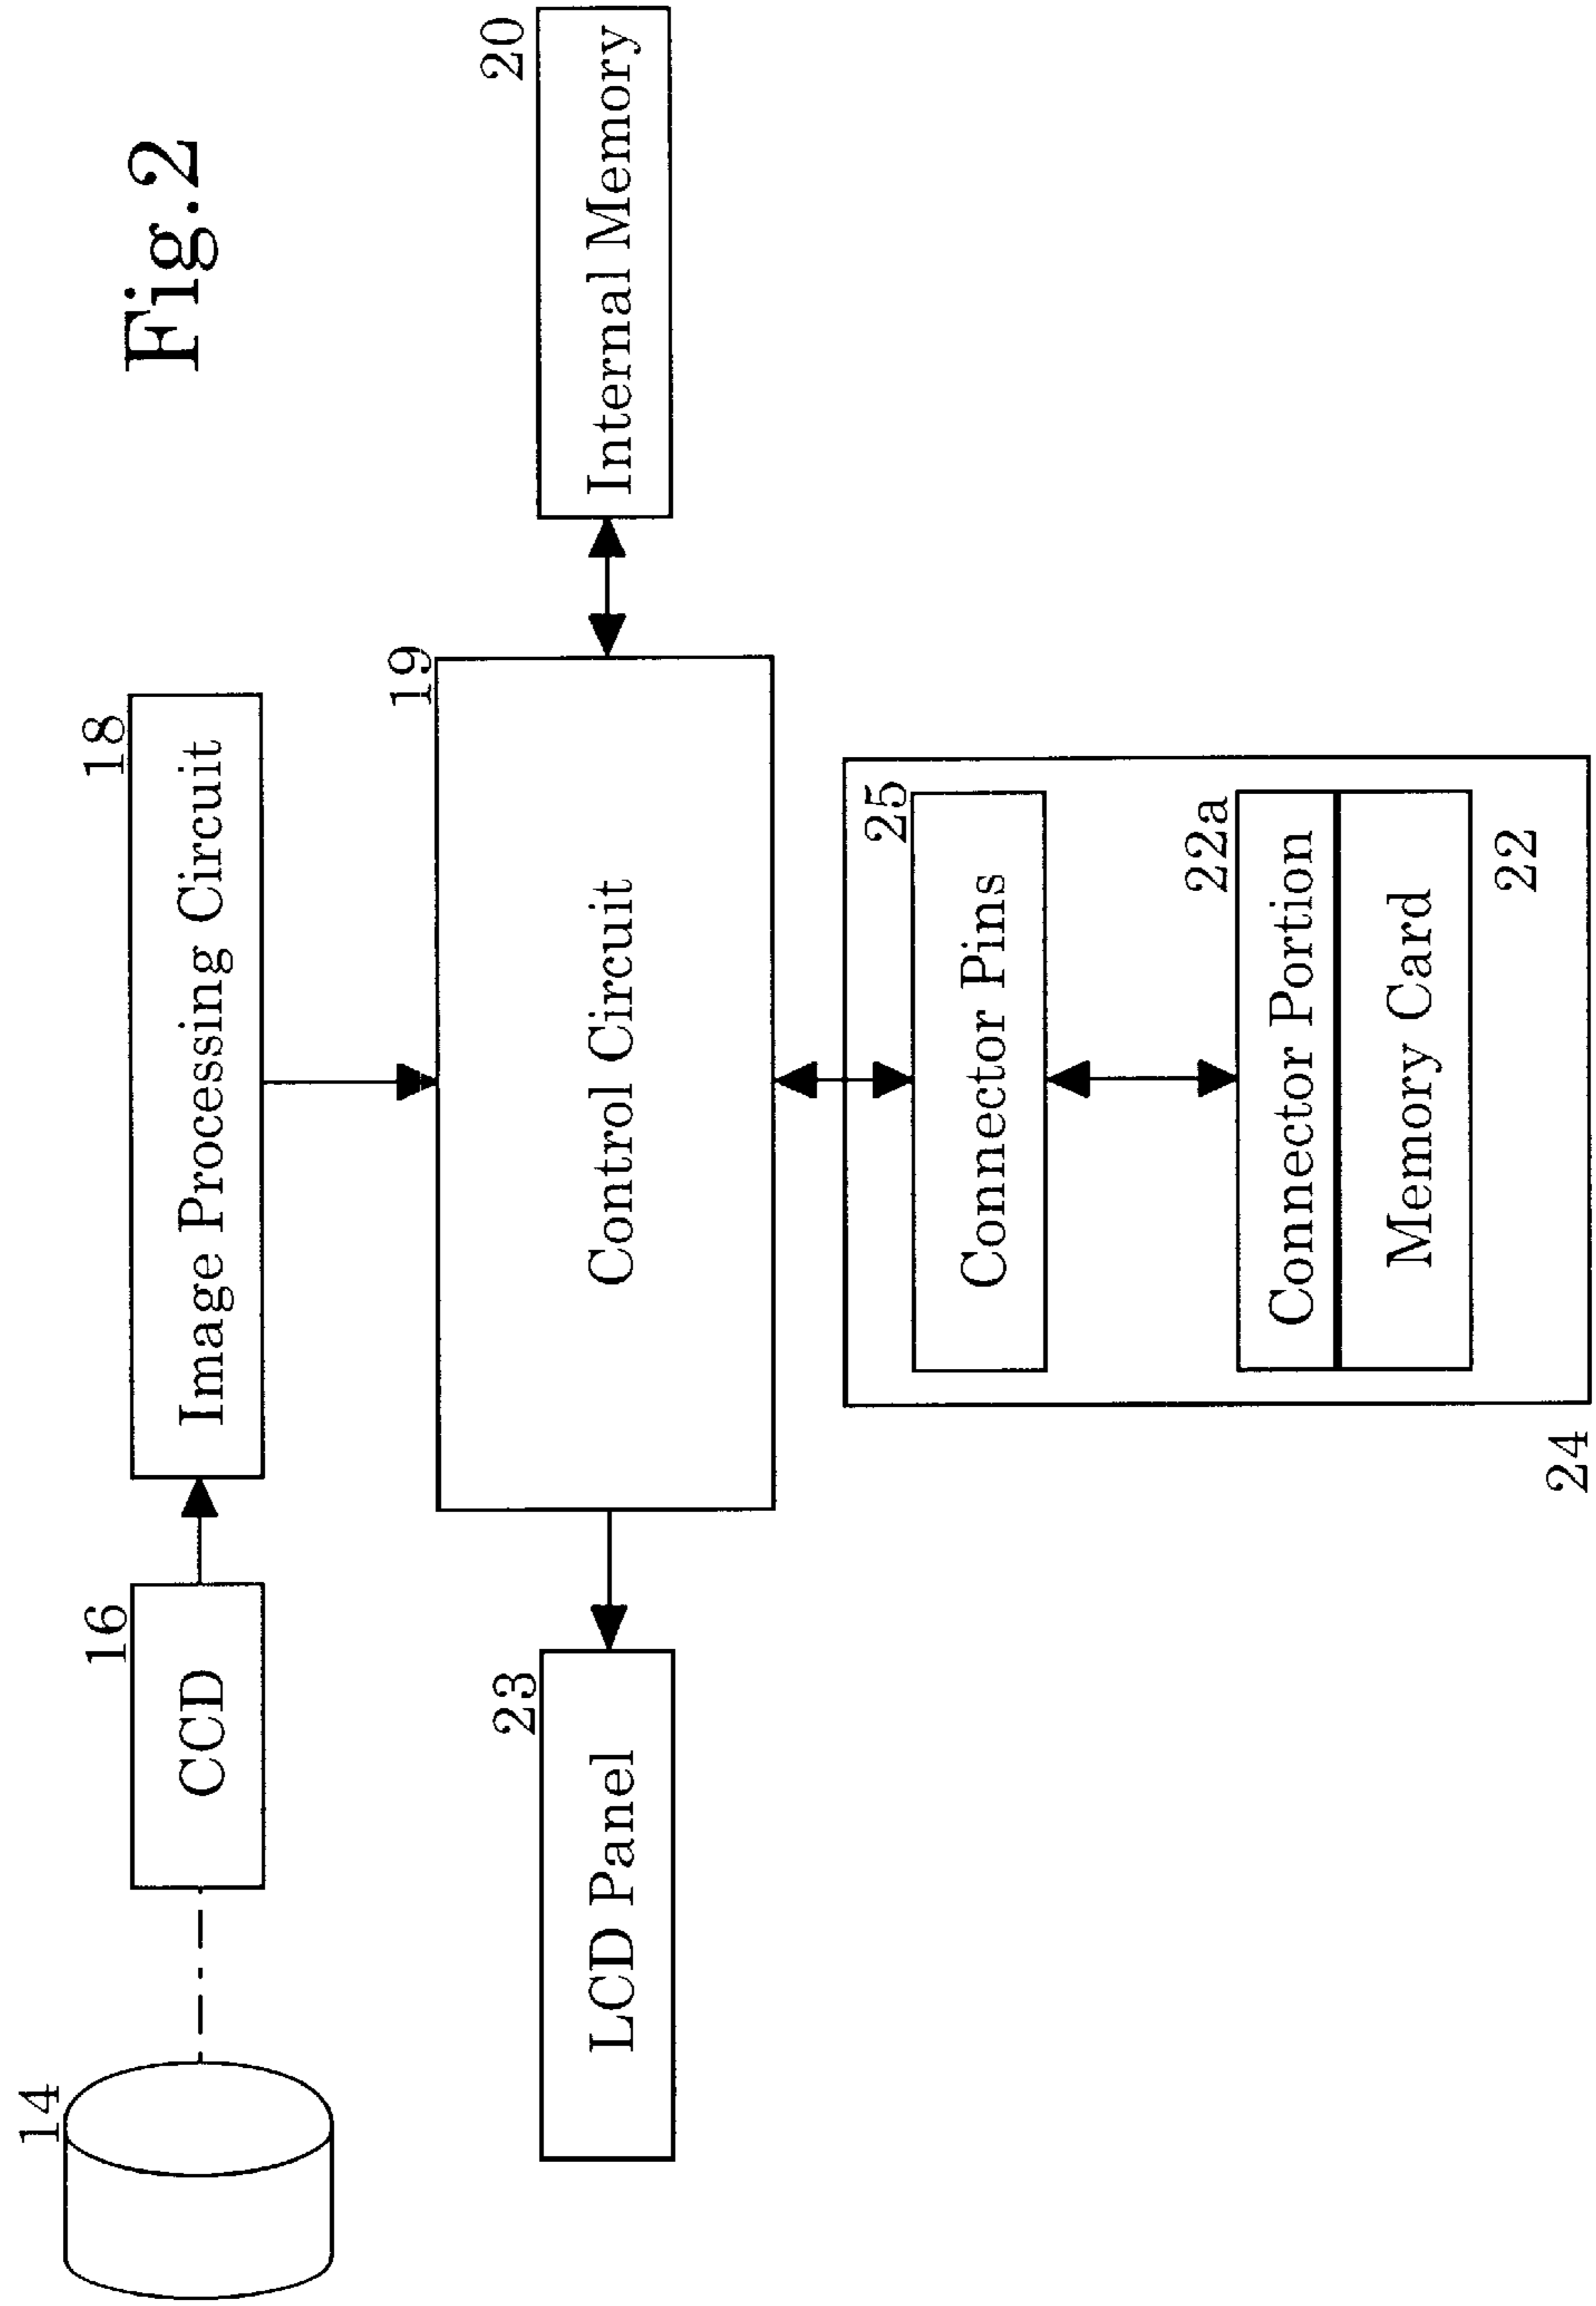 Fig.2
14
16
CCD
18
Image Processing Circuit
23
LCD Panel
19
Control Circuit
20
Internal Memory
25
Connector Pins
22a
Connector Portion
Memory Card
22
24